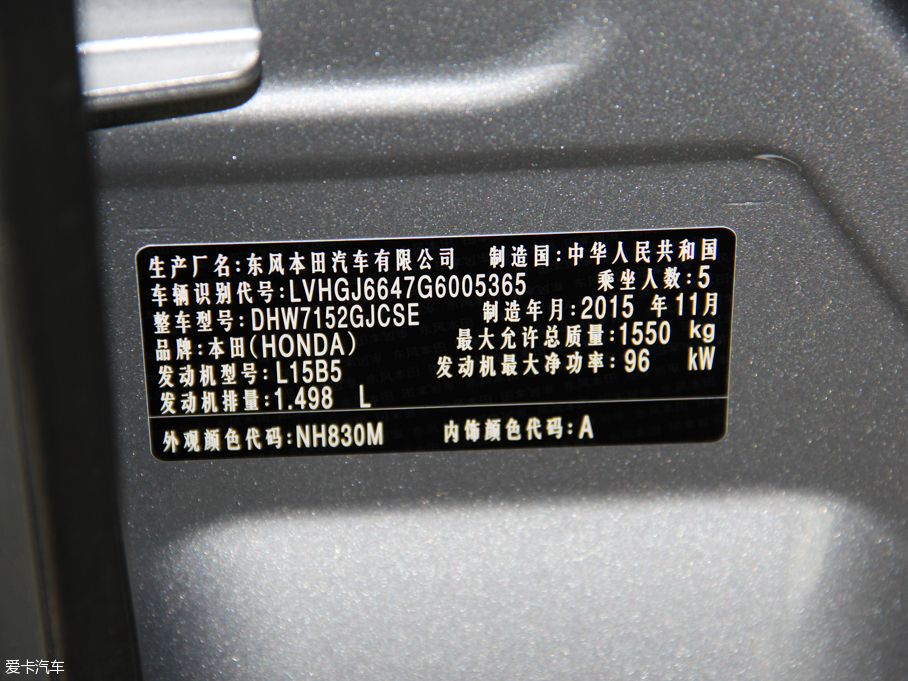 生产厂名:东风本田汽车有限公司 制造国:中华人民共和国
车辆识别代号:LVHGJ6647G6005365 乘坐人数:5
整车型号:DHW7152GJCSE 制造年月:2015 年 11月
品牌:本田(HONDA) 最大允许总质量:1550 kg
发动机型号:L15B5 发动机最大净功率:96 kW
发动机排量:1.498 L
外观颜色代码:NH830M 内饰颜色代码:A
爱卡汽车